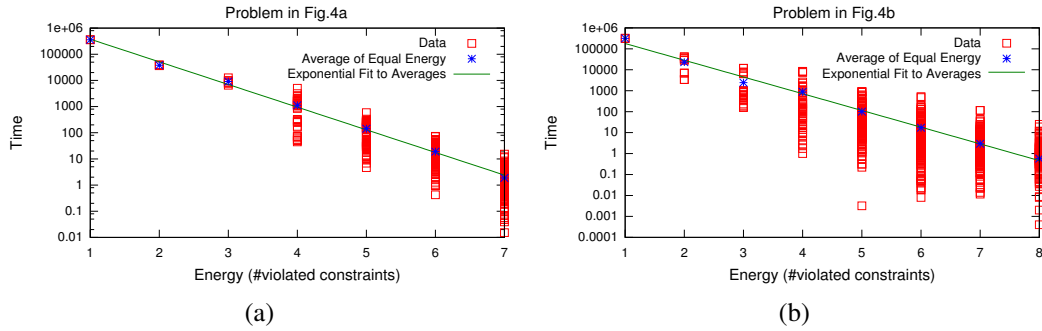 Problem in Fig.4a
1e+06
100000
10000
1000
100
10
1
0.1
0.01
Time
Data
Average of Equal Energy
Exponential Fit to Averages
1 2 3 4 5 6 7
Energy (#violated constraints)
(a)
Problem in Fig.4b
1e+06
100000
10000
1000
100
10
1
0.1
0.01
0.001
0.0001
Time
Data
Average of Equal Energy
Exponential Fit to Averages
1 2 3 4 5 6 7 8
Energy (#violated constraints)
(b)